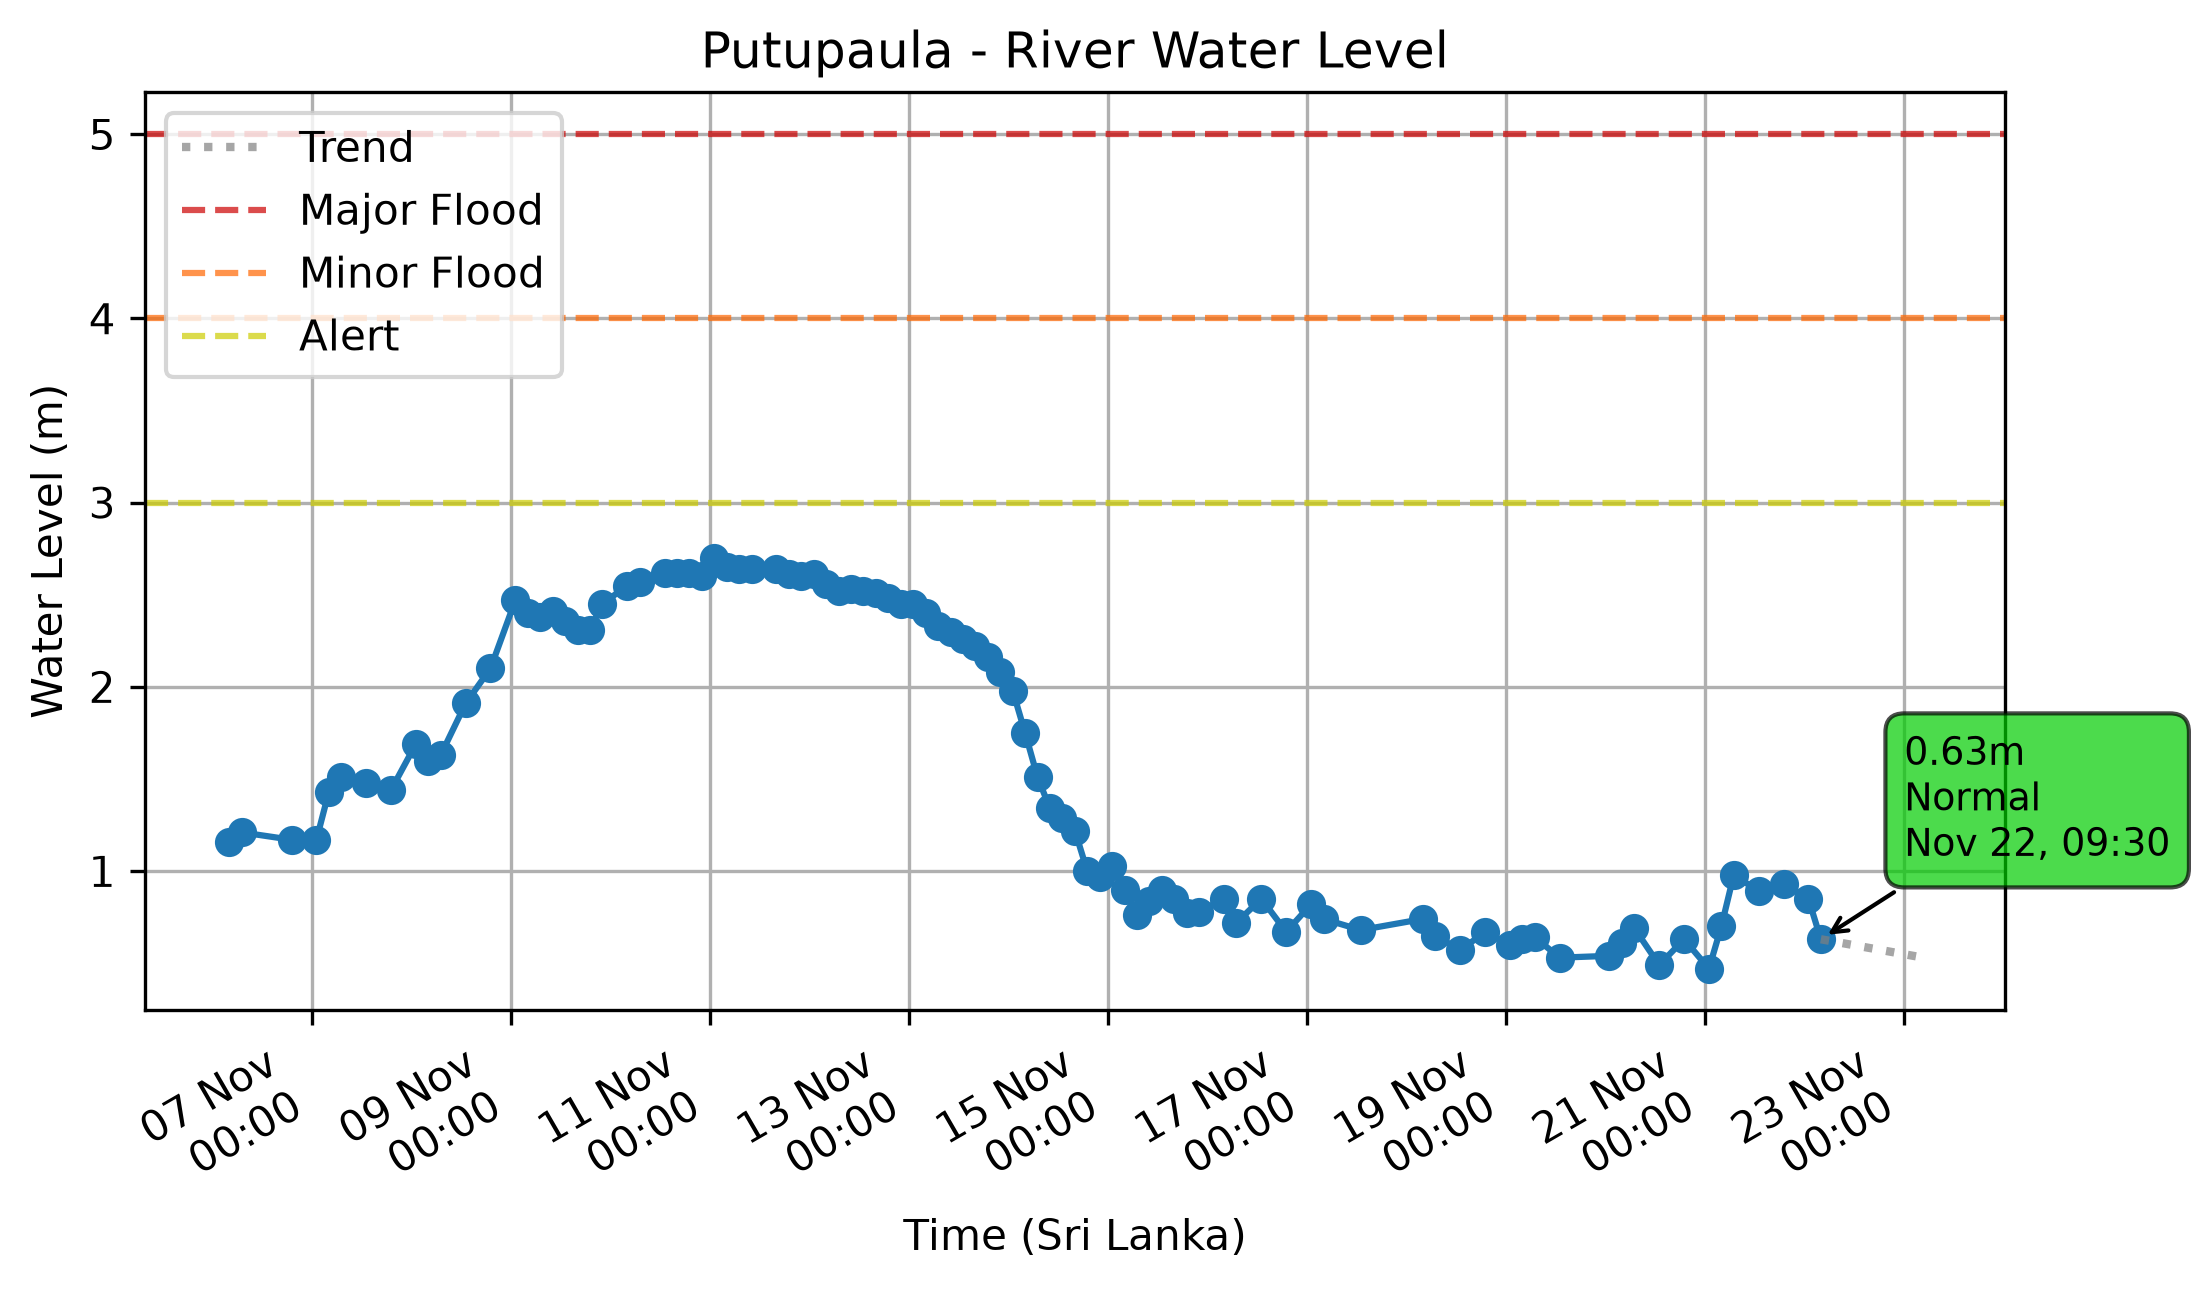 Putupaula - River Water Level
Trend
Major Flood
Minor Flood
Alert
5
4
3
2
1
Water Level (m)
0.63m
Normal
Nov 22, 09:30
07 Nov
00:00
09 Nov
00:00
11 Nov
00:00
13 Nov
00:00
15 Nov
00:00
17 Nov
00:00
19 Nov
00:00
21 Nov
00:00
23 Nov
00:00
Time (Sri Lanka)